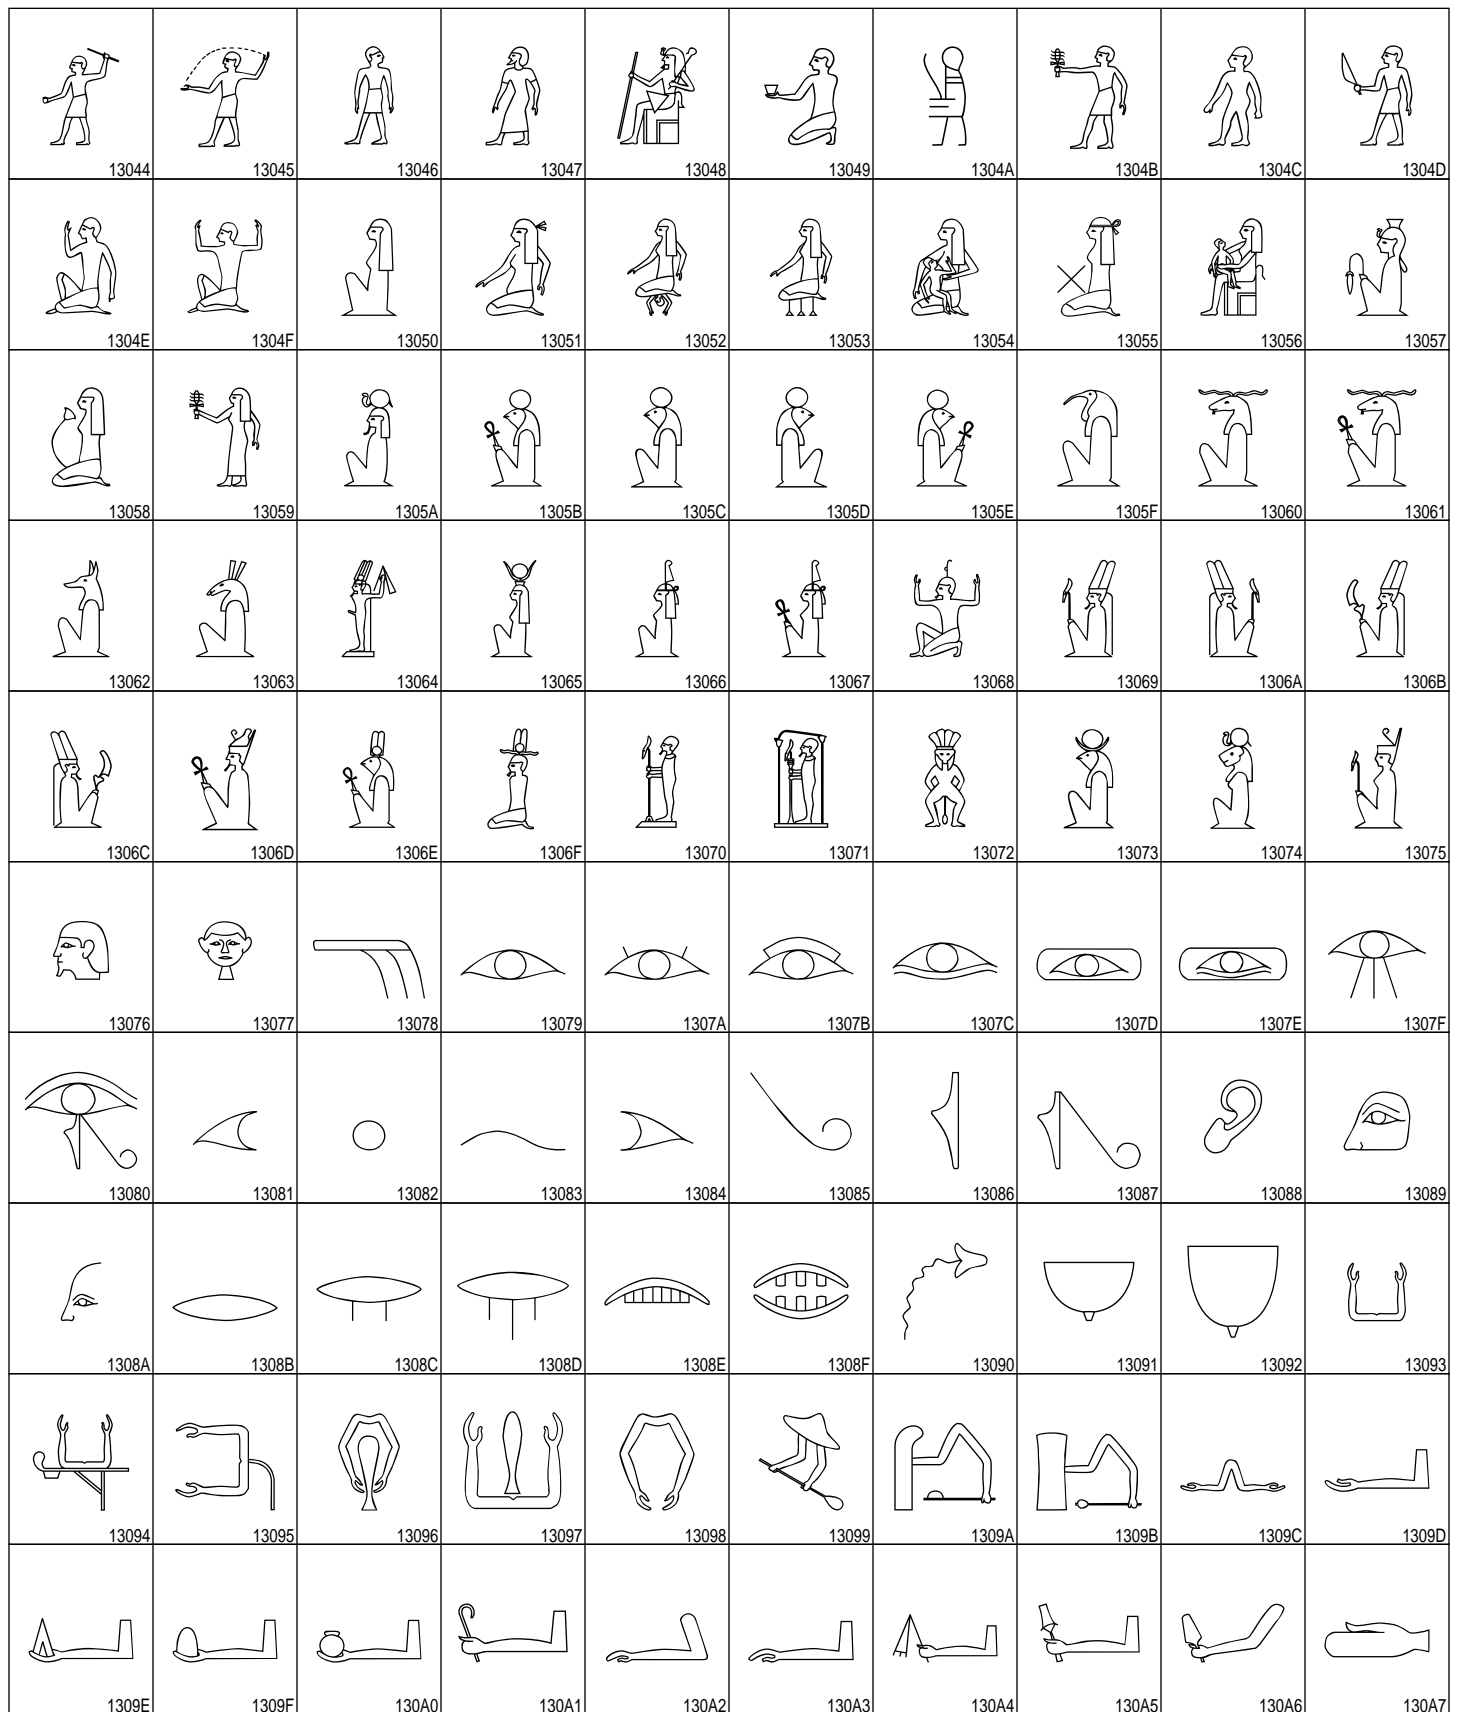 𓁄 𓁅 𓁆 𓁇 𓁈 𓁉 𓁊 𓁋 𓁌 𓁍
13044 13045 13046 13047 13048 13049 1304A 1304B 1304C 1304D
𓁎 𓁏 𓁐 𓁑 𓁒 𓁓 𓁔 𓁕 𓁖 𓁗
1304E 1304F 13050 13051 13052 13053 13054 13055 13056 13057
𓁘 𓁙 𓁚 𓁛 𓁜 𓁝 𓁞 𓁟 𓁠 𓁡
13058 13059 1305A 1305B 1305C 1305D 1305E 1305F 13060 13061
𓁢 𓁣 𓁤 𓁥 𓁦 𓁧 𓁨 𓁩 𓁪 𓁫
13062 13063 13064 13065 13066 13067 13068 13069 1306A 1306B
𓁬 𓁭 𓁮 𓁯 𓁰 𓁱 𓁲 𓁳 𓁴 𓁵
1306C 1306D 1306E 1306F 13070 13071 13072 13073 13074 13075
𓁶 𓁷 𓁸 𓁹 𓁺 𓁻 𓁼 𓁽 𓁾 𓁿
13076 13077 13078 13079 1307A 1307B 1307C 1307D 1307E 1307F
𓂀 𓂁 𓂂 𓂃 𓂄 𓂅 𓂆 𓂇 𓂈 𓂉
13080 13081 13082 13083 13084 13085 13086 13087 13088 13089
𓂊 𓂋 𓂌 𓂍 𓂎 𓂏 𓂐 𓂑 𓂒 𓂓
1308A 1308B 1308C 1308D 1308E 1308F 13090 13091 13092 13093
𓂔 𓂕 𓂖 𓂗 𓂘 𓂙 𓂚 𓂛 𓂜 𓂝
13094 13095 13096 13097 13098 13099 1309A 1309B 1309C 1309D
𓂞 𓂟 𓂠 𓂡 𓂢 𓂣 𓂤 𓂥 𓂦 𓂧
1309E 1309F 130A0 130A1 130A2 130A3 130A4 130A5 130A6 130A7